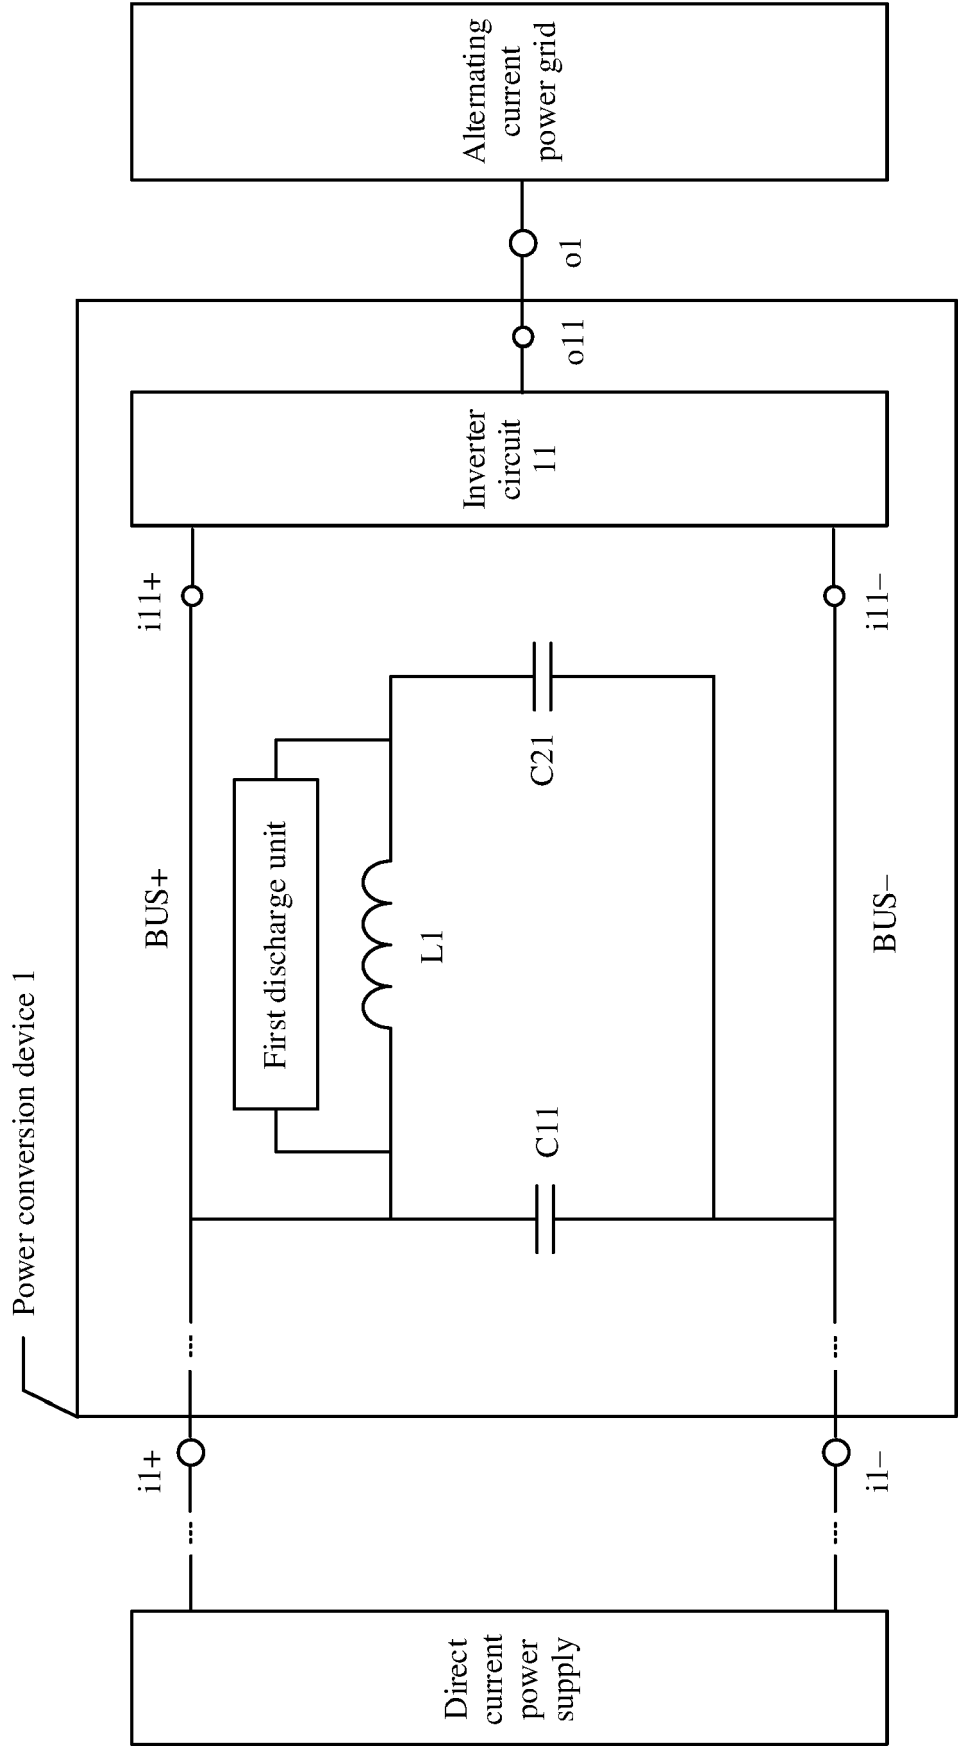 Power conversion device 1
Direct current
power
supply
i1+
i1−
BUS+
First discharge unit
L1
C11
C21
BUS−
i11+
i11−
Inverter
circuit
11
o11
o1
Alternating
current
power grid